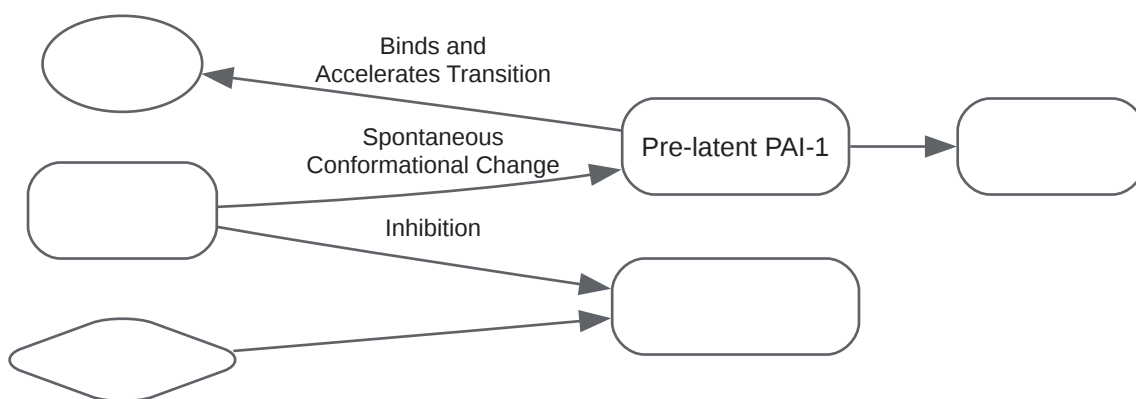 Binds and
Accelerates Transition
Spontaneous
Conformational Change
Pre-latent PAI-1
Inhibition